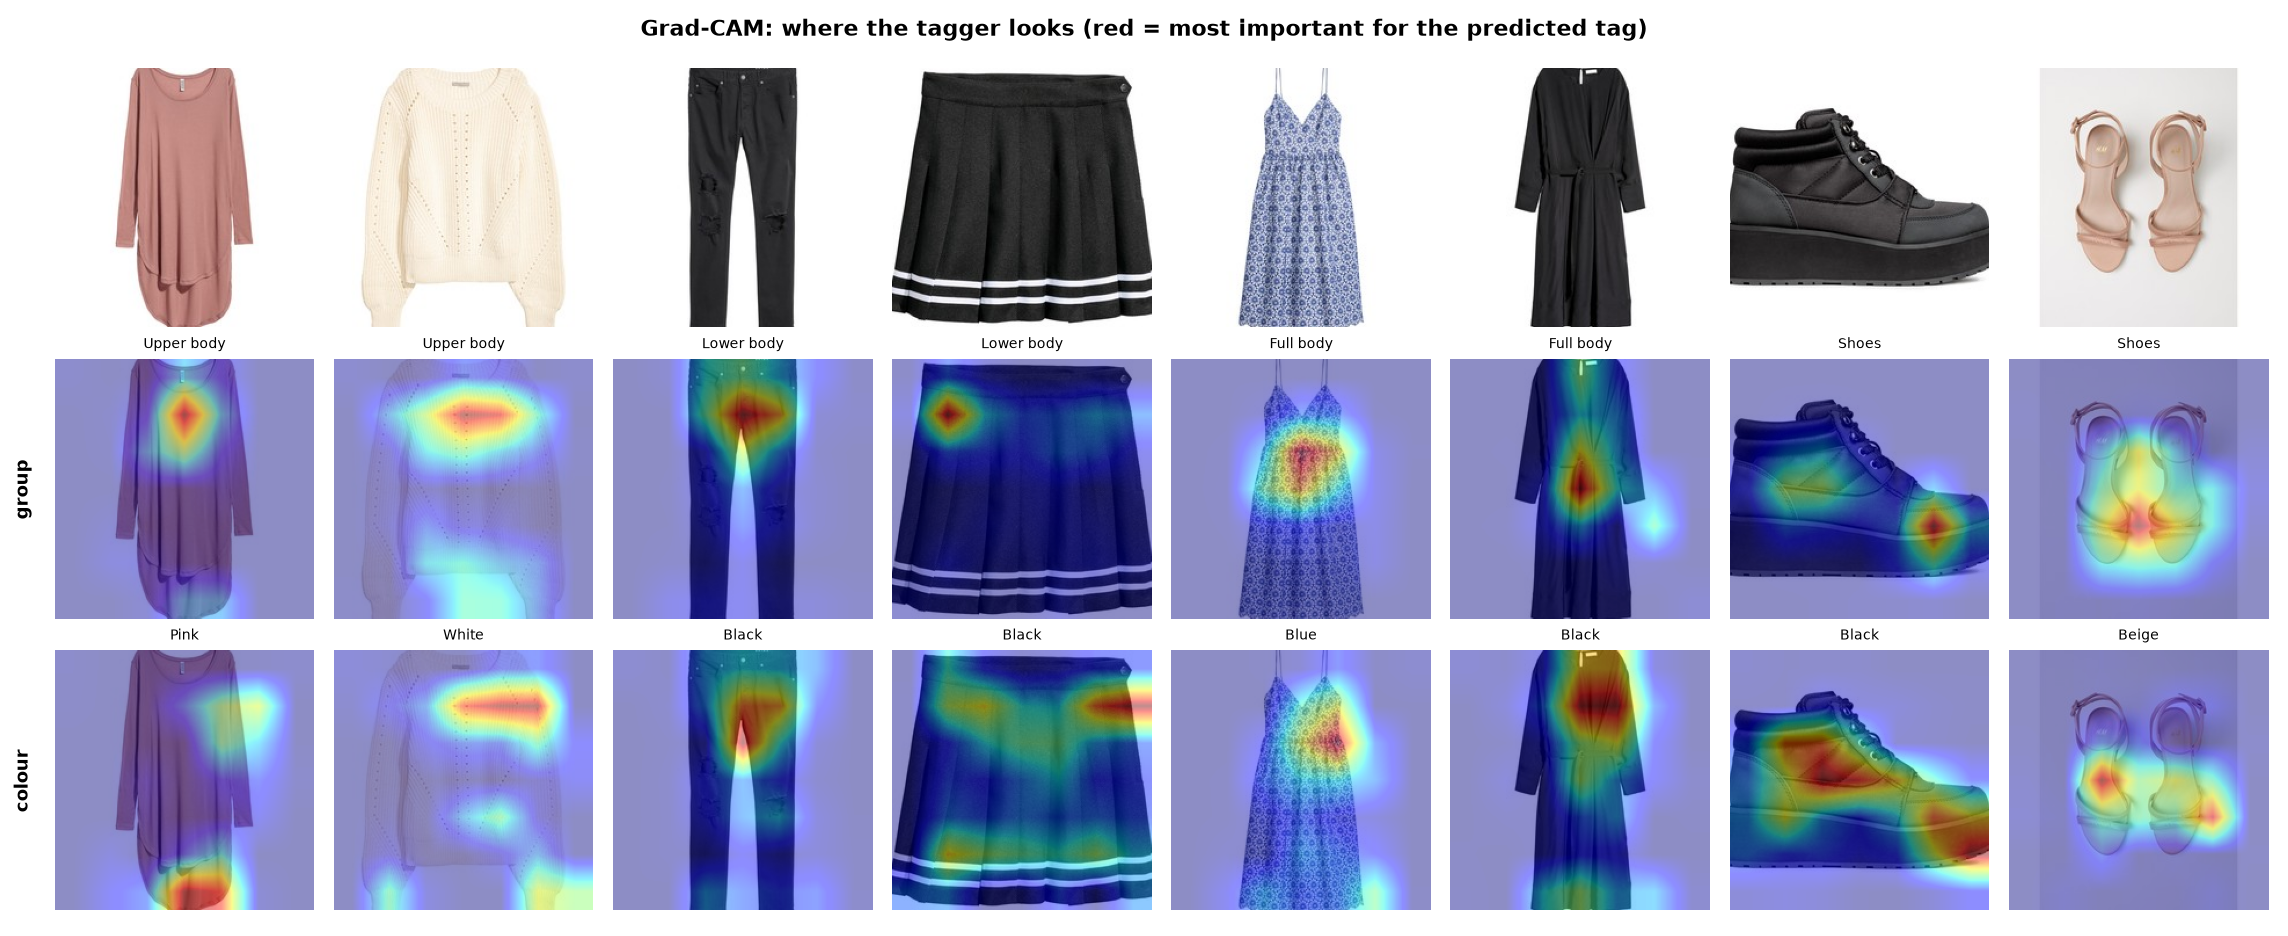 Grad-CAM: where the tagger looks (red = most important for the predicted tag)
Upper body Upper body Lower body Lower body Full body Full body Shoes Shoes
group
Pink White Black Black Blue Black Black Beige
colour